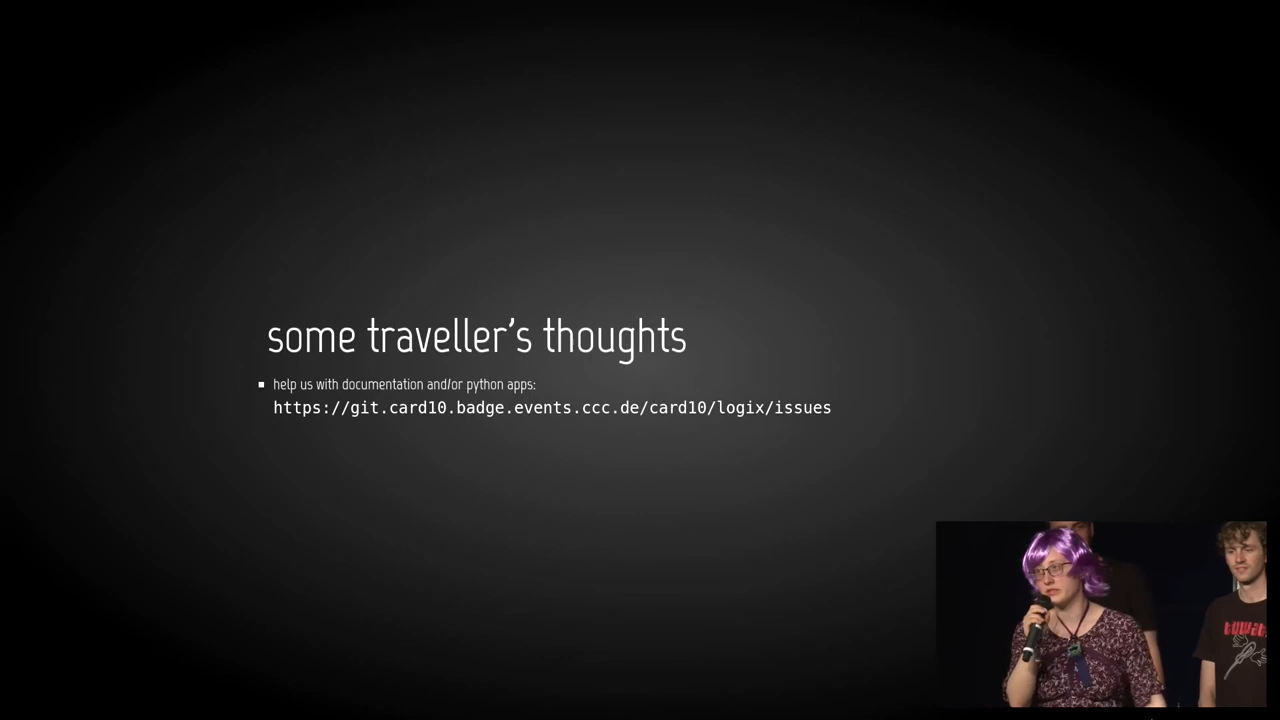 some traveller's thoughts
help us with documentation and/or python apps:
https://git.card10.badge.events.ccc.de/card10/logix/issues